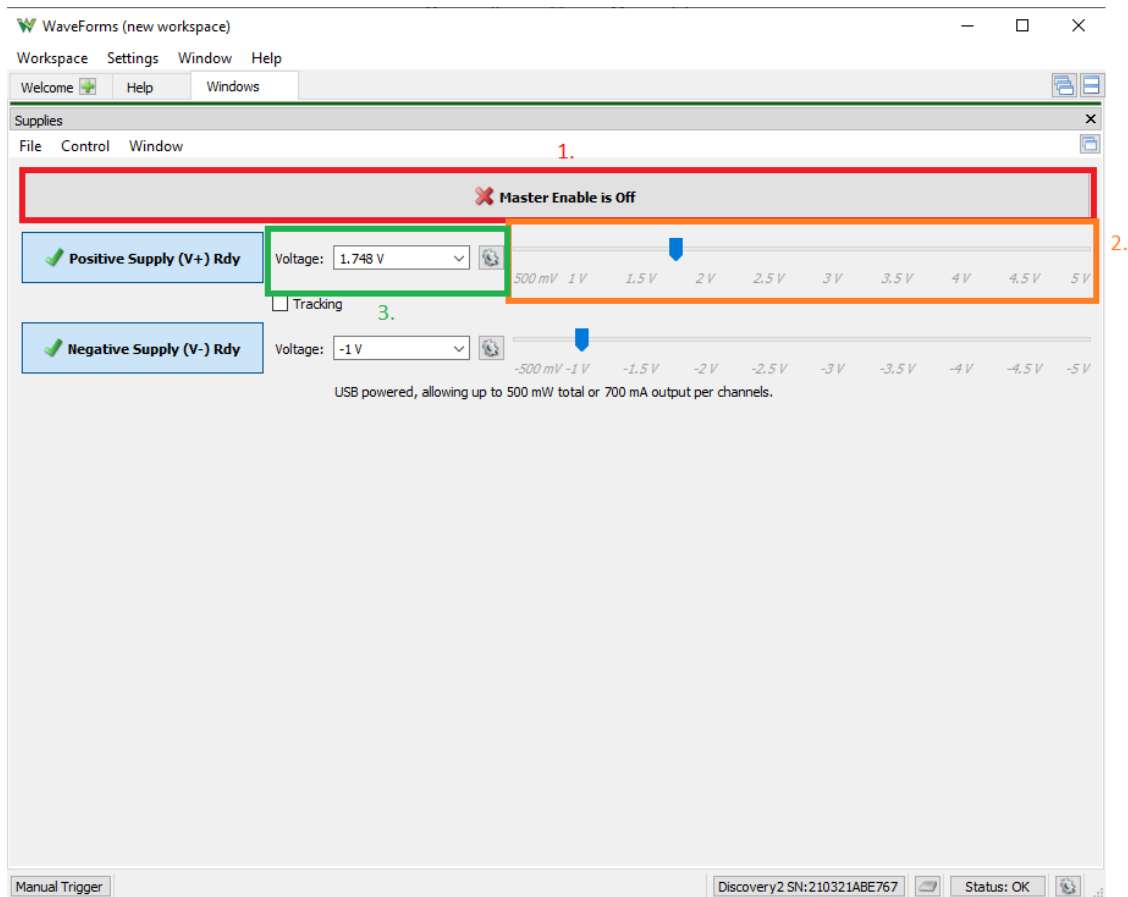 WaveForms (new workspace)
Workspace Settings Window Help
Welcome Help Windows
Supplies
File Control Window
1.
Master Enable is Off
2.
Positive Supply (V+) Rdy Voltage: 1.748 V
500 mV 1 V 1.5 V 2 V 2.5 V 3 V 3.5 V 4 V 4.5 V 5 V
Tracking
3.
Negative Supply (V-) Rdy Voltage: -1 V
-500 mV -1 V -1.5 V -2 V -2.5 V -3 V -3.5 V -4 V -4.5 V -5 V
USB powered, allowing up to 500 mW total or 700 mA output per channels.
Manual Trigger Discovery2 SN:210321ABE767 Status: OK